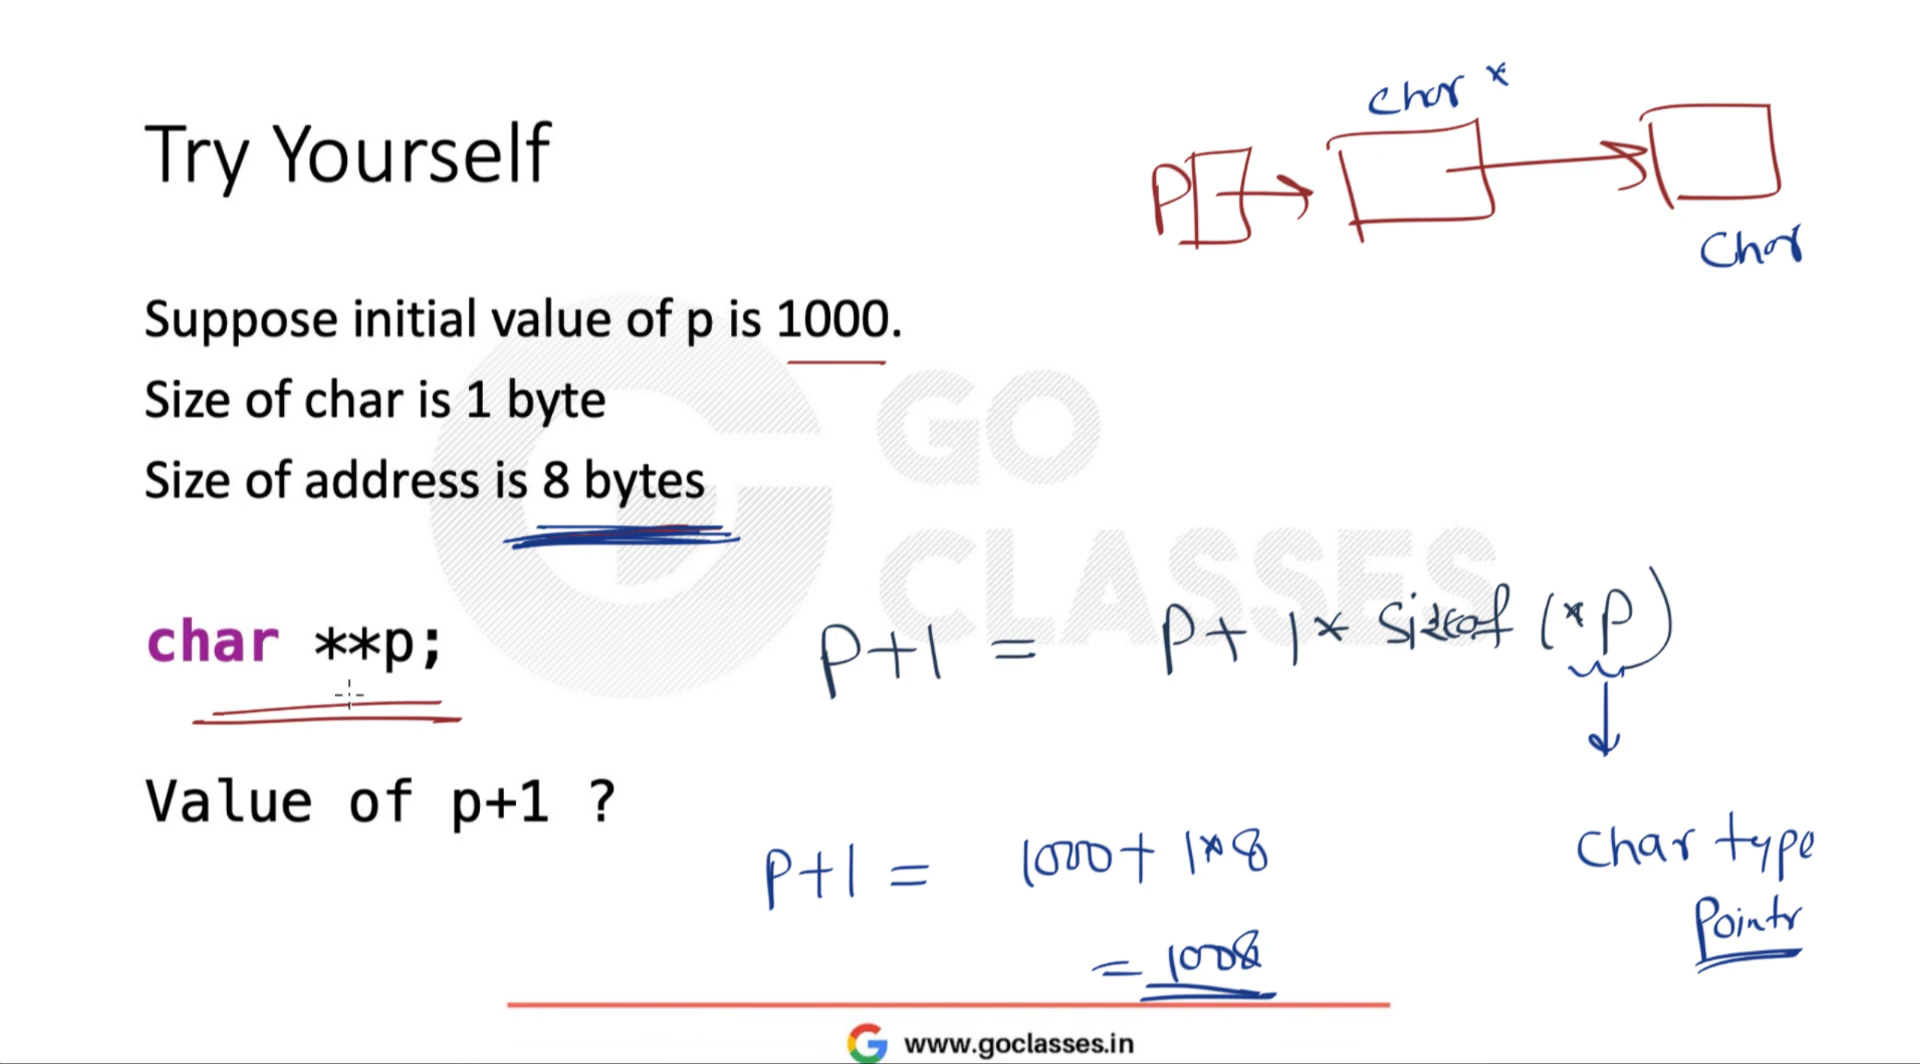 Try Yourself
Char *
P
Char
Suppose initial value of p is 1000.
Size of char is 1 byte
Size of address is 8 bytes
GO
CLASSES
char **p;
P+1 = P+ 1* Sizeof (*P)
Value of p+1 ?
P+1 = 1000+ 1*8
= 1008
Char type
Pointr
www.goclasses.in